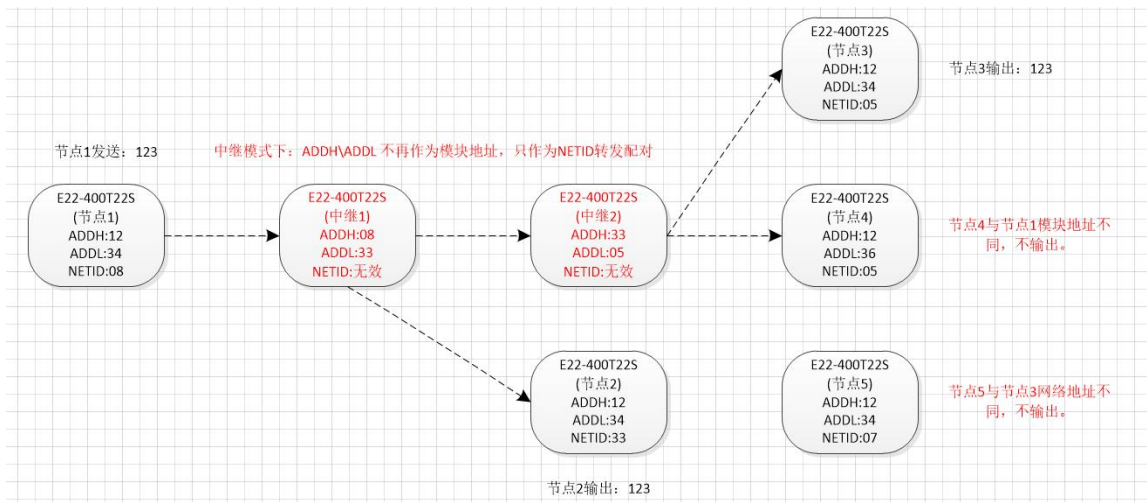 E22-400T22S
(节点3)
ADDH:12
ADDL:34
NETID:05
节点3输出：123
节点1发送：123
中继模式下：ADDH\ADDL 不再作为模块地址，只作为NETID转发配对
E22-400T22S
(节点1)
ADDH:12
ADDL:34
NETID:08
E22-400T22S
(中继1)
ADDH:08
ADDL:33
NETID:无效
E22-400T22S
(中继2)
ADDH:33
ADDL:05
NETID:无效
E22-400T22S
(节点4)
ADDH:12
ADDL:36
NETID:05
节点4与节点1模块地址不
同，不输出。
E22-400T22S
(节点2)
ADDH:12
ADDL:34
NETID:33
E22-400T22S
(节点5)
ADDH:12
ADDL:34
NETID:07
节点5与节点3网络地址不
同，不输出。
节点2输出：123